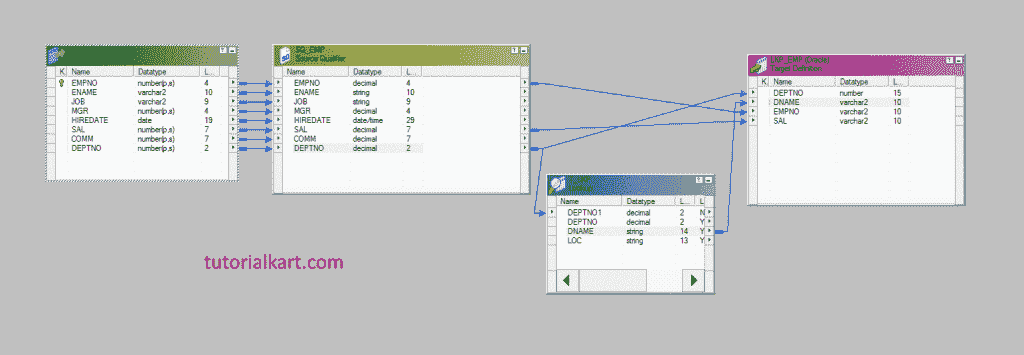 K Name Datatype L...
EMPNO number(p,s) 4
ENAME varchar2 10
JOB varchar2 9
MGR number(p,s) 4
HIREDATE date 19
SAL number(p,s) 7
COMM number(p,s) 7
DEPTNO number(p,s) 2
SQ_EMP
Source Qualifier
Name Datatype L...
EMPNO decimal 4
ENAME string 10
JOB string 9
MGR decimal 4
HIREDATE date/time 29
SAL decimal 7
COMM decimal 7
DEPTNO decimal 2
LKP_EMP (Oracle)
Target Definition
K Name Datatype L...
DEPTNO number 15
DNAME varchar2 10
EMPNO varchar2 10
SAL varchar2 10
Name Datatype L... L
DEPTNO1 decimal 2 N
DEPTNO decimal 2 Y
DNAME string 14 Y
LOC string 13 Y
tutorialkart.com